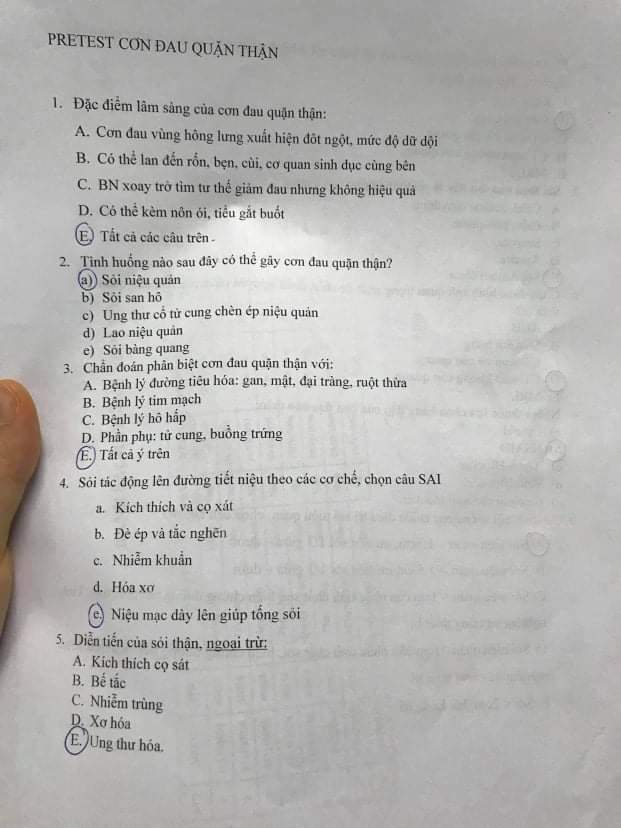 PRETEST CƠN ĐAU QUẶN THẬN
1. Đặc điểm lâm sàng của cơn đau quặn thận:
A. Cơn đau vùng hông lưng xuất hiện đôt ngột, mức độ dữ dội
B. Có thể lan đến rốn, bẹn, cùi, cơ quan sinh dục cùng bên
C. BN xoay trở tìm tư thế giảm đau nhưng không hiệu quả
D. Có thể kèm nôn ói, tiểu gắt buốt
E. Tất cả các câu trên
2. Tình huống nào sau đây có thể gây cơn đau quặn thận?
a) Sỏi niệu quản
b) Sỏi san hô
c) Ung thư cổ tử cung chèn ép niệu quản
d) Lao niệu quản
e) Sỏi bàng quang
3. Chẩn đoán phân biệt cơn đau quặn thận với:
A. Bệnh lý đường tiêu hóa: gan, mật, đại tràng, ruột thừa
B. Bệnh lý tim mạch
C. Bệnh lý hô hấp
D. Phần phụ: tử cung, buồng trứng
E. Tất cả ý trên
4. Sỏi tác động lên đường tiết niệu theo các cơ chế, chọn câu SAI
a. Kích thích và cọ xát
b. Đè ép và tắc nghẽn
c. Nhiễm khuẩn
d. Hóa xơ
e. Niệu mạc dày lên giúp tống sỏi
5. Diễn tiến của sỏi thận, ngoại trừ:
A. Kích thích cọ sát
B. Bế tắc
C. Nhiễm trùng
D. Xơ hóa
E. Ung thư hóa.